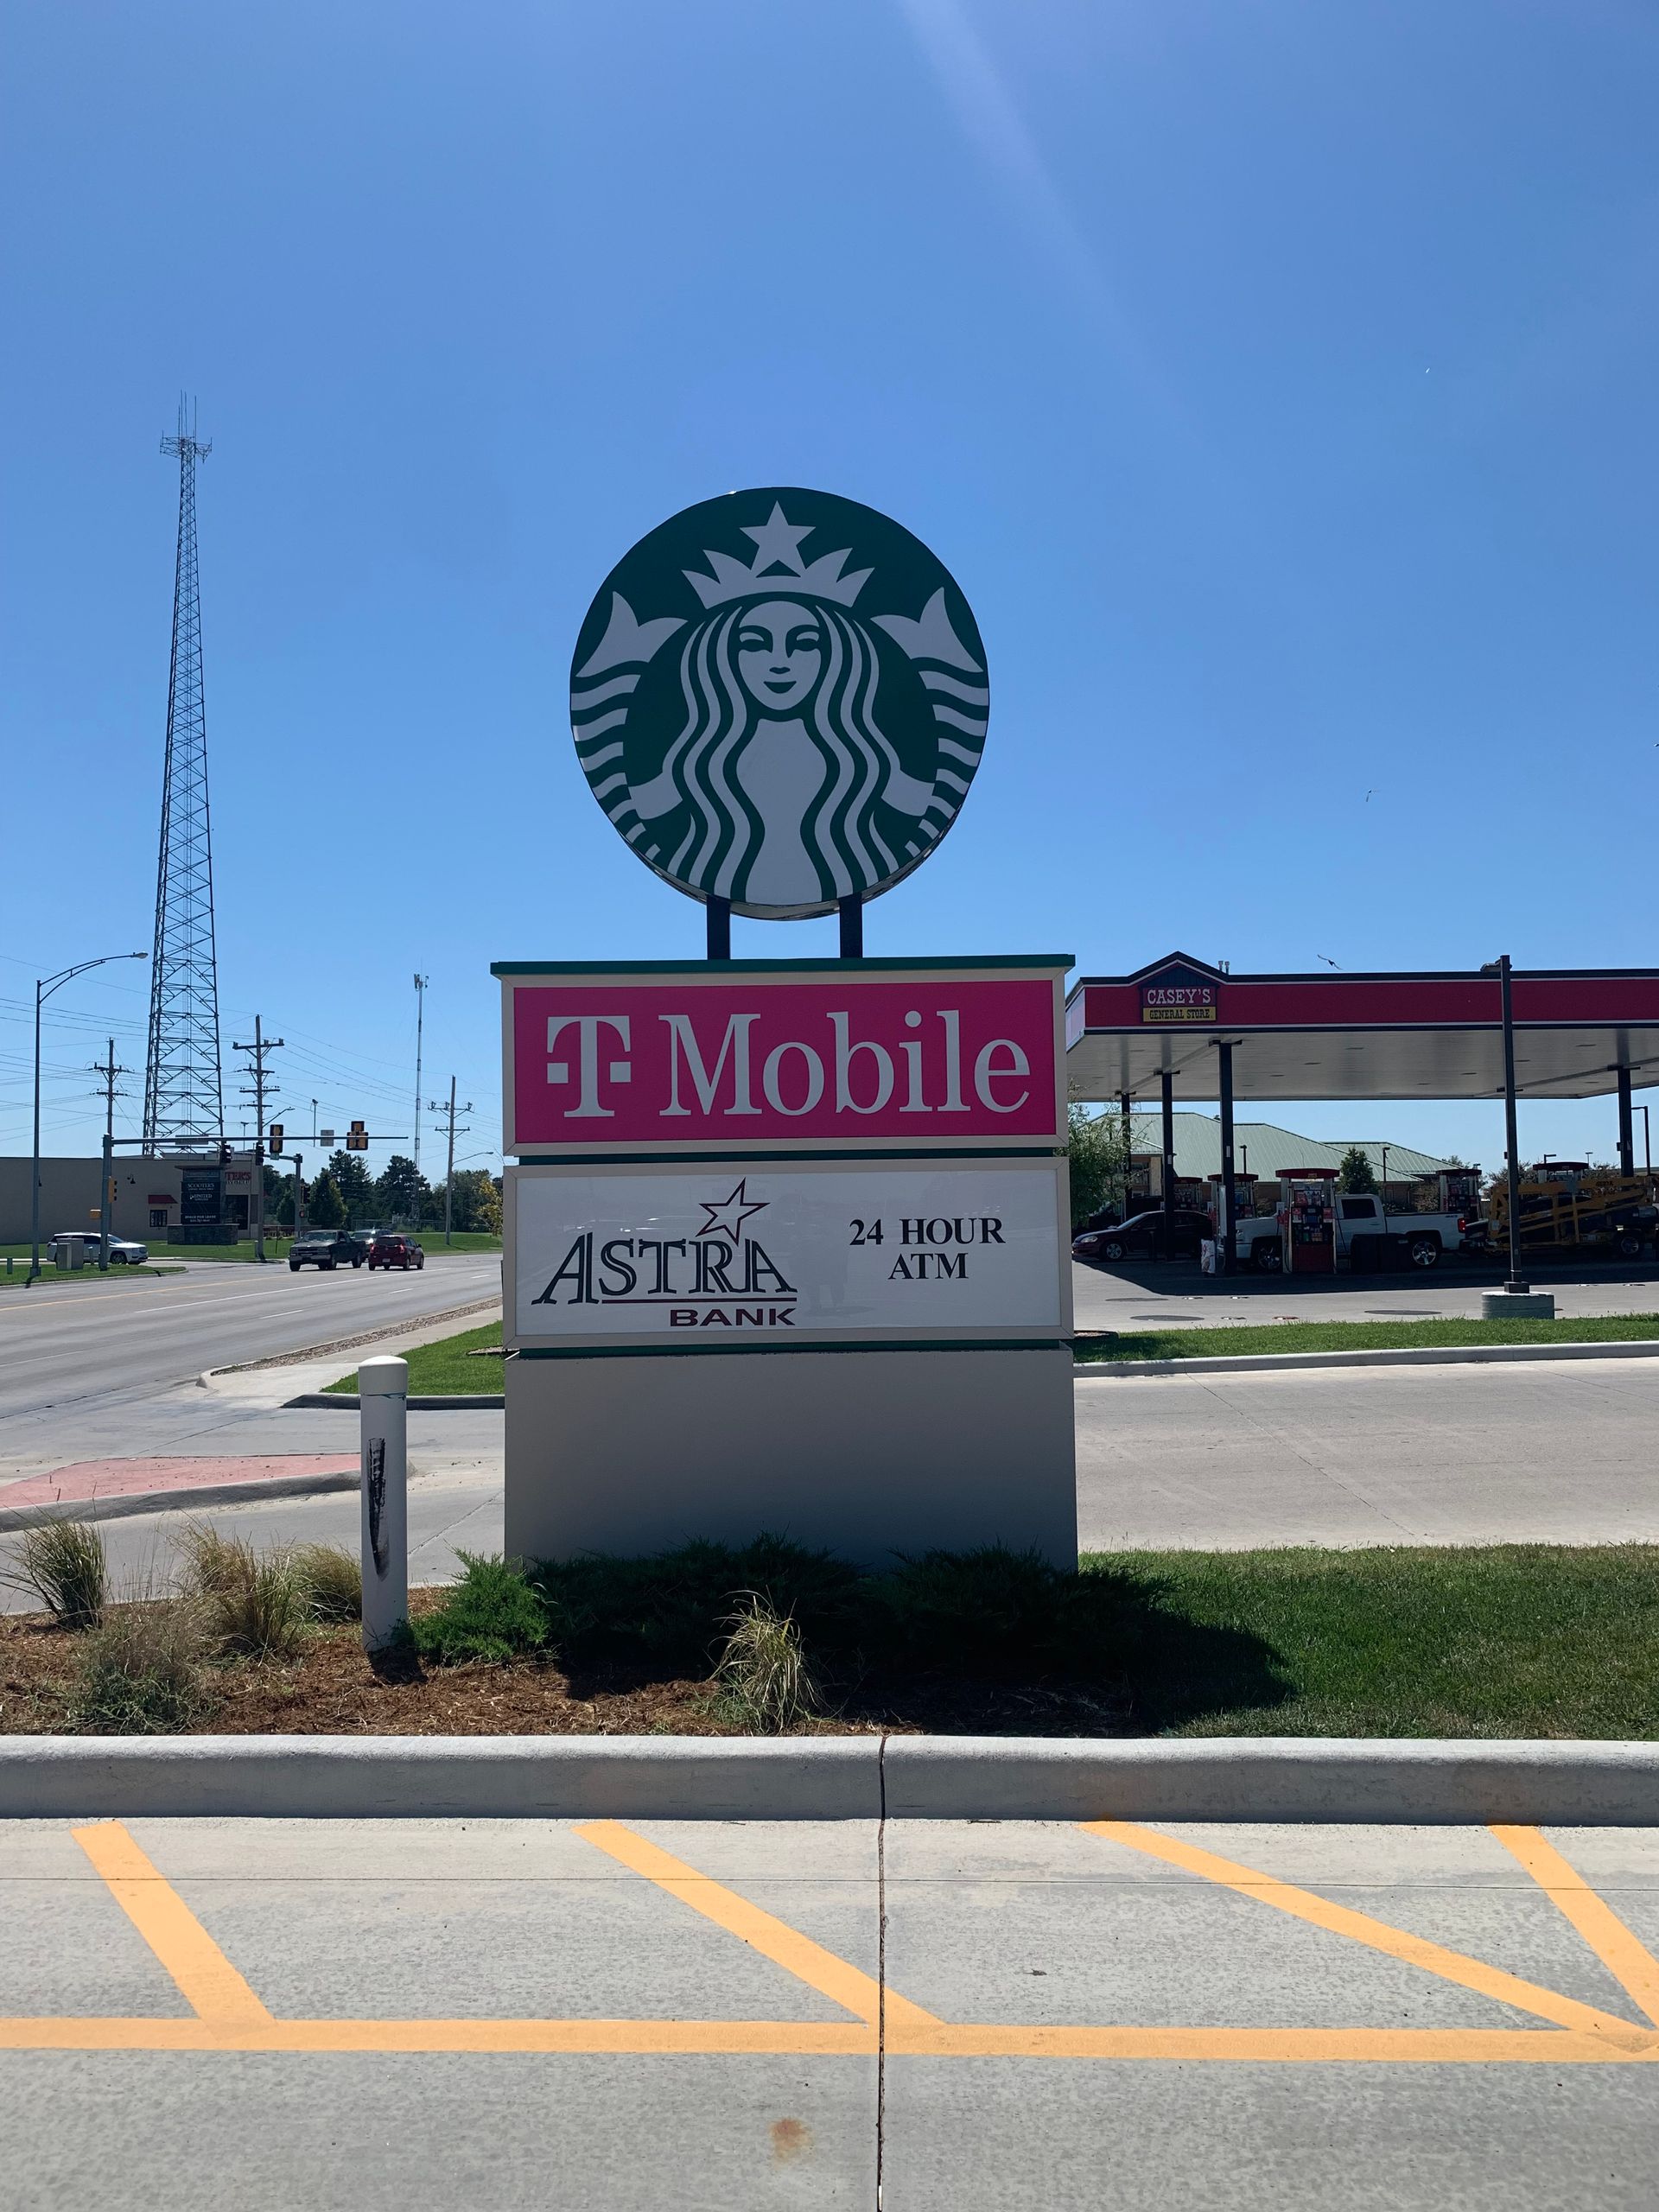 T Mobile
ASTRA
BANK
24 HOUR
ATM
CASEY'S
GENERAL STORE